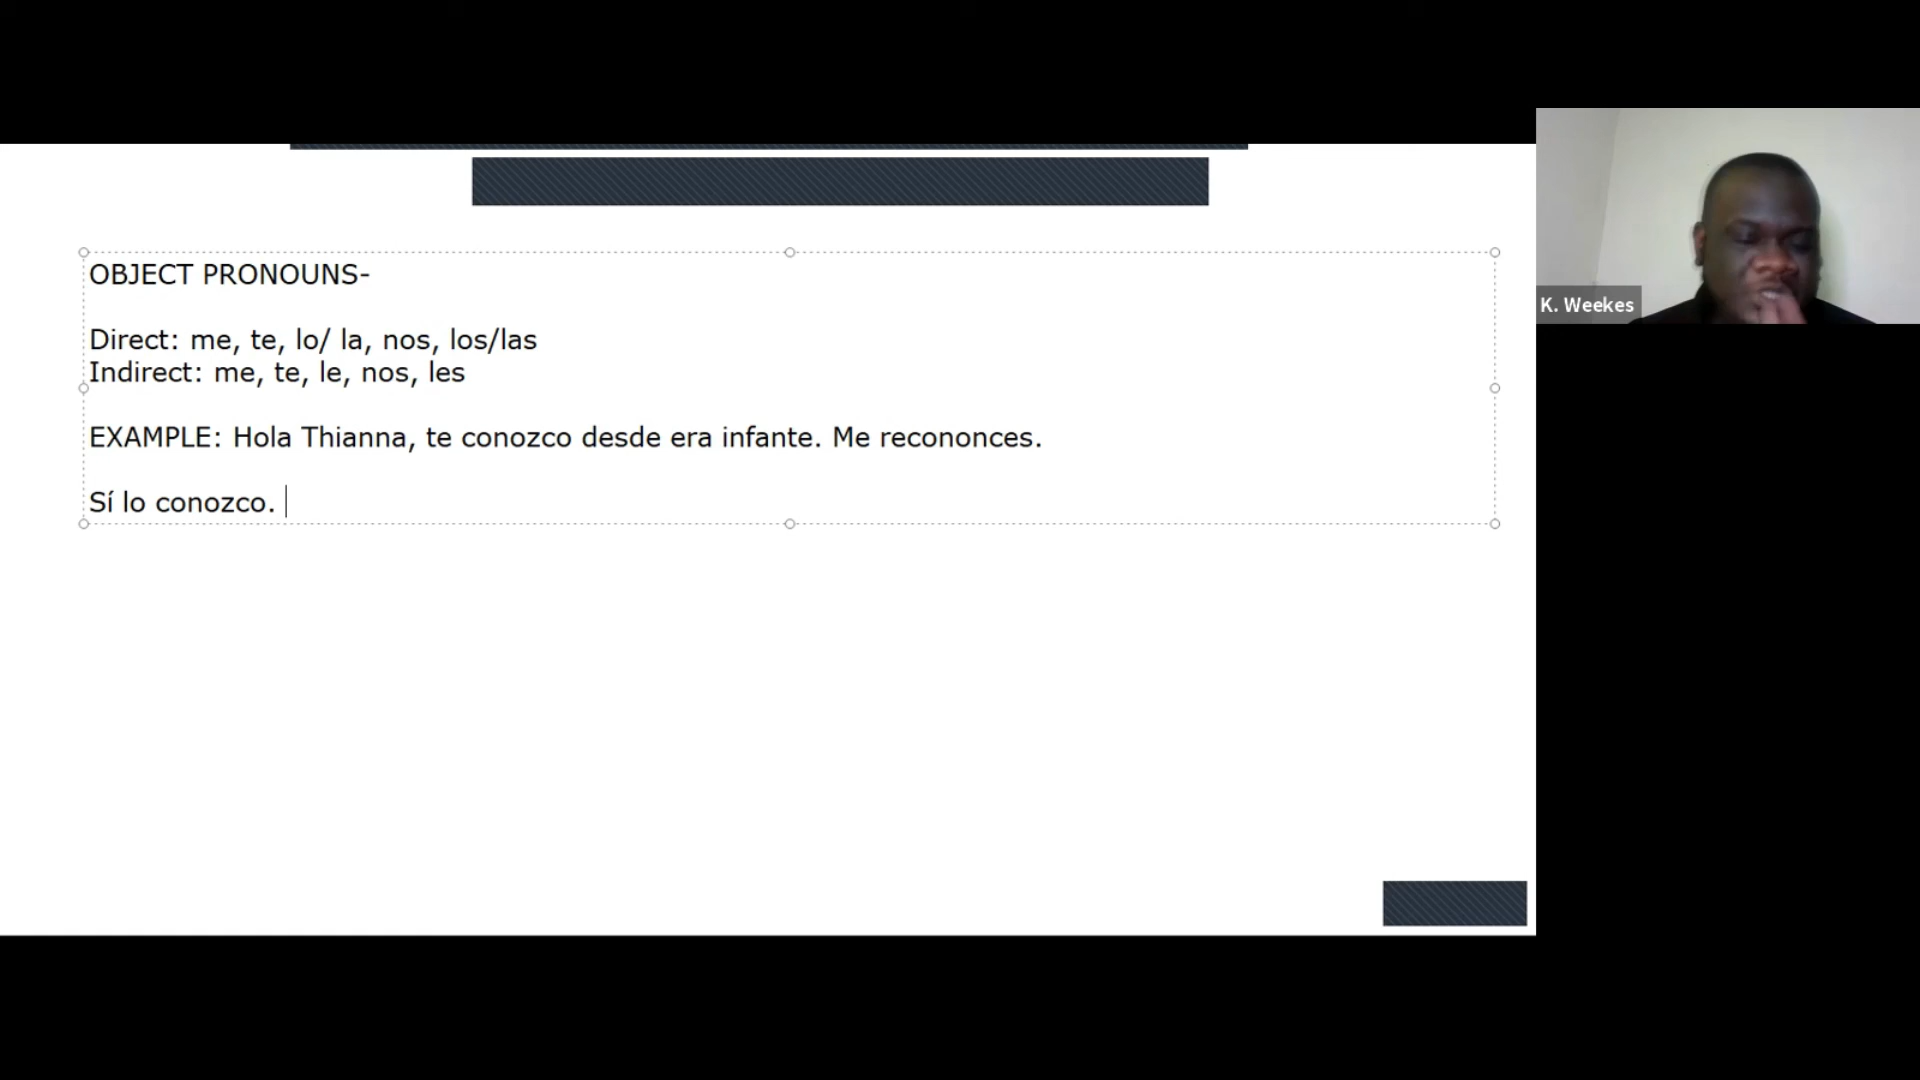 OBJECT PRONOUNS-
Direct: me, te, lo/ la, nos, los/las
Indirect: me, te, le, nos, les
EXAMPLE: Hola Thianna, te conozco desde era infante. Me recononces.
Sí lo conozco.
K. Weekes